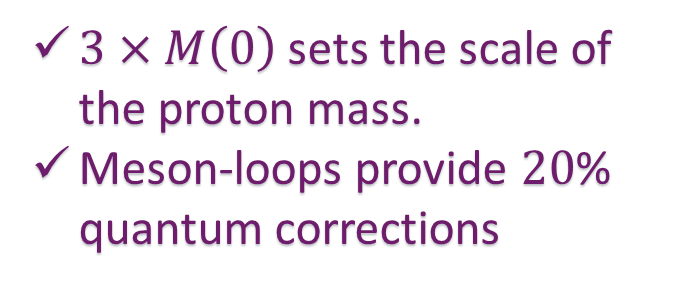 ✓ 3 × M(0) sets the scale of
the proton mass.
✓ Meson-loops provide 20%
quantum corrections